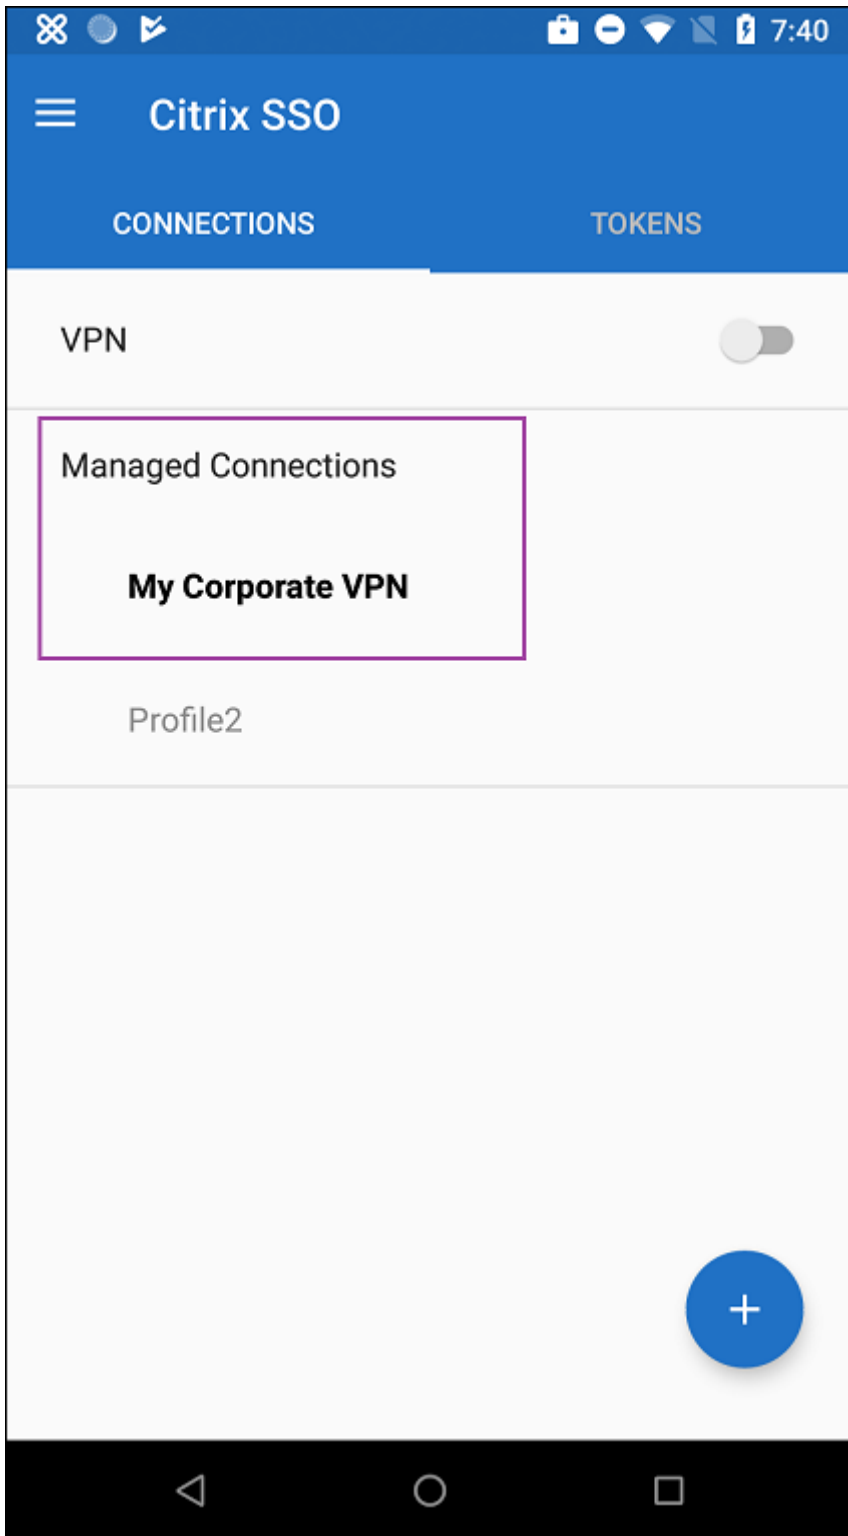 7:40
Citrix SSO
CONNECTIONS TOKENS
VPN
Managed Connections
My Corporate VPN
Profile2